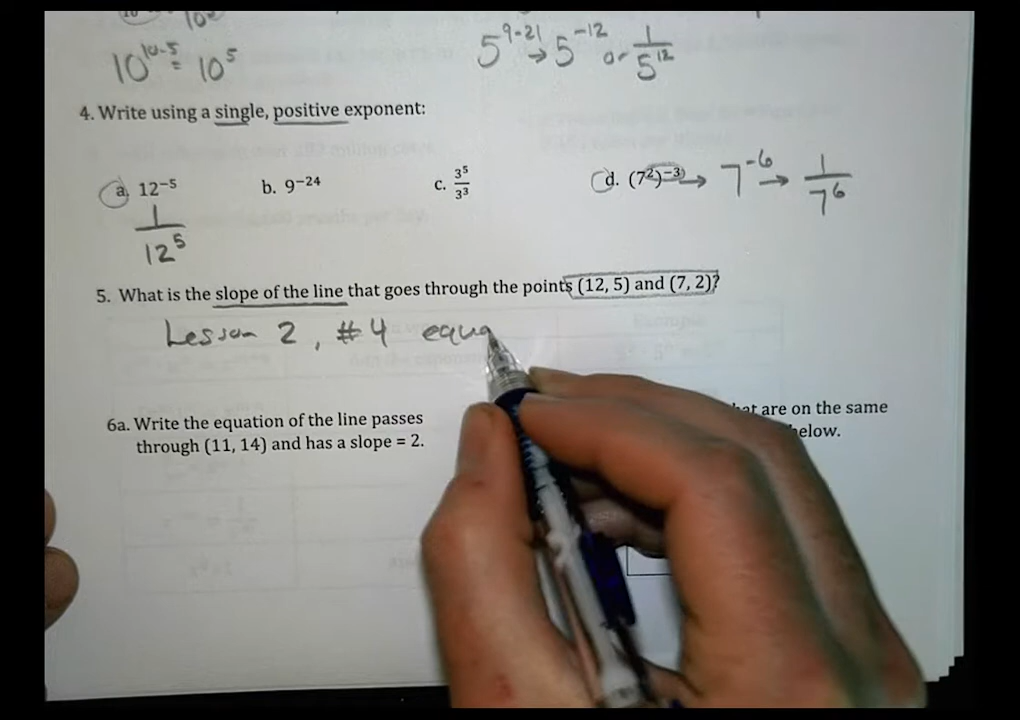 10^{10-5} = 10^5
5^{9-21} → 5^{-12} or \frac{1}{5^{12}}
4. Write using a single, positive exponent:
a. 12^{-5} b. 9^{-24} c. \frac{3^5}{3^3} d. (7^2)^{-3} → 7^{-6} → \frac{1}{7^6}
\frac{1}{12^5}
5. What is the slope of the line that goes through the points (12, 5) and (7, 2)?
Lesson 2, #4 equa
6a. Write the equation of the line passes
through (11, 14) and has a slope = 2.
are on the same
below.